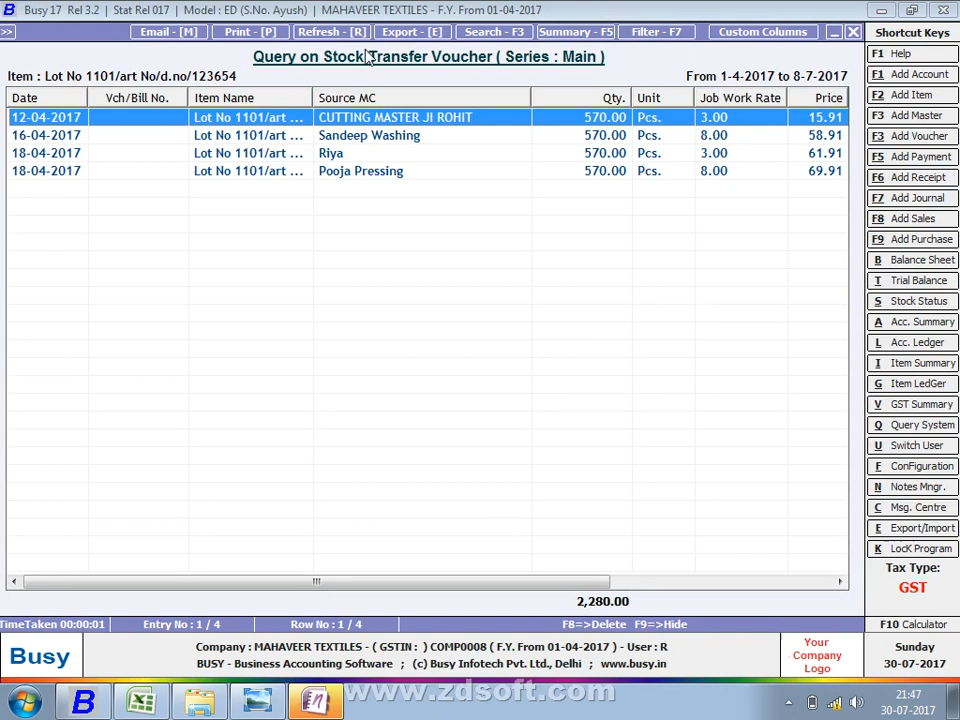 Busy 17 Rel 3.2 | Stat Rel 017 | Model : ED (S.No. Ayush) | MAHAVEER TEXTILES - F.Y. From 01-04-2017
>> Email - [M] Print - [P] Refresh - [R] Export - [E] Search - F3 Summary - F5 Filter - F7 Custom Columns
Query on Stock Transfer Voucher ( Series : Main )
Item : Lot No 1101/art No/d.no/123654 From 1-4-2017 to 8-7-2017
Date Vch/Bill No. Item Name Source MC Qty. Unit Job Work Rate Price
12-04-2017 Lot No 1101/art ... CUTTING MASTER JI ROHIT 570.00 Pcs. 3.00 15.91
16-04-2017 Lot No 1101/art ... Sandeep Washing 570.00 Pcs. 8.00 58.91
18-04-2017 Lot No 1101/art ... Riya 570.00 Pcs. 3.00 61.91
18-04-2017 Lot No 1101/art ... Pooja Pressing 570.00 Pcs. 8.00 69.91
2,280.00
TimeTaken 00:00:01 Entry No : 1 / 4 Row No : 1 / 4 F8=>Delete F9=>Hide
Shortcut Keys
F1 Help
F1 Add Account
F2 Add Item
F3 Add Master
F3 Add Voucher
F5 Add Payment
F6 Add Receipt
F7 Add Journal
F8 Add Sales
F9 Add Purchase
B Balance Sheet
T Trial Balance
S Stock Status
A Acc. Summary
L Acc. Ledger
I Item Summary
G Item LedGer
V GST Summary
Q Query System
U Switch User
F Configuration
N Notes Mngr.
C Msg. Centre
E Export/Import
K LocK Program
Tax Type:
GST
F10 Calculator
Busy
Company : MAHAVEER TEXTILES - ( GSTIN : ) COMP0008 ( F.Y. From 01-04-2017 ) - User : R
BUSY - Business Accounting Software ; (c) Busy Infotech Pvt. Ltd., Delhi ; www.busy.in
Your
Company
Logo
Sunday
30-07-2017
www.zdsoft.com
21:47
30-07-2017